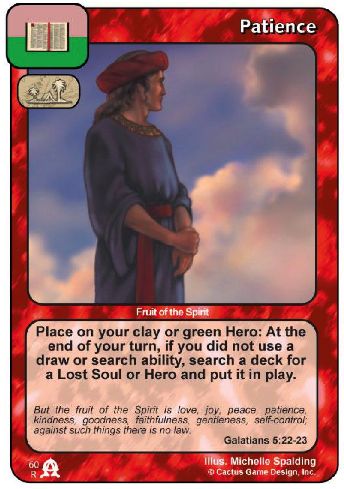 Patience
Fruit of the Spirit
Place on your clay or green Hero: At the
end of your turn, if you did not use a
draw or search ability, search a deck for
a Lost Soul or Hero and put it in play.
But the fruit of the Spirit is love, joy, peace, patience,
kindness, goodness, faithfulness, gentleness, self-control;
against such things there is no law.
Galatians 5:22-23
60
R
Illus. Michelle Spalding
© Cactus Game Design, Inc.